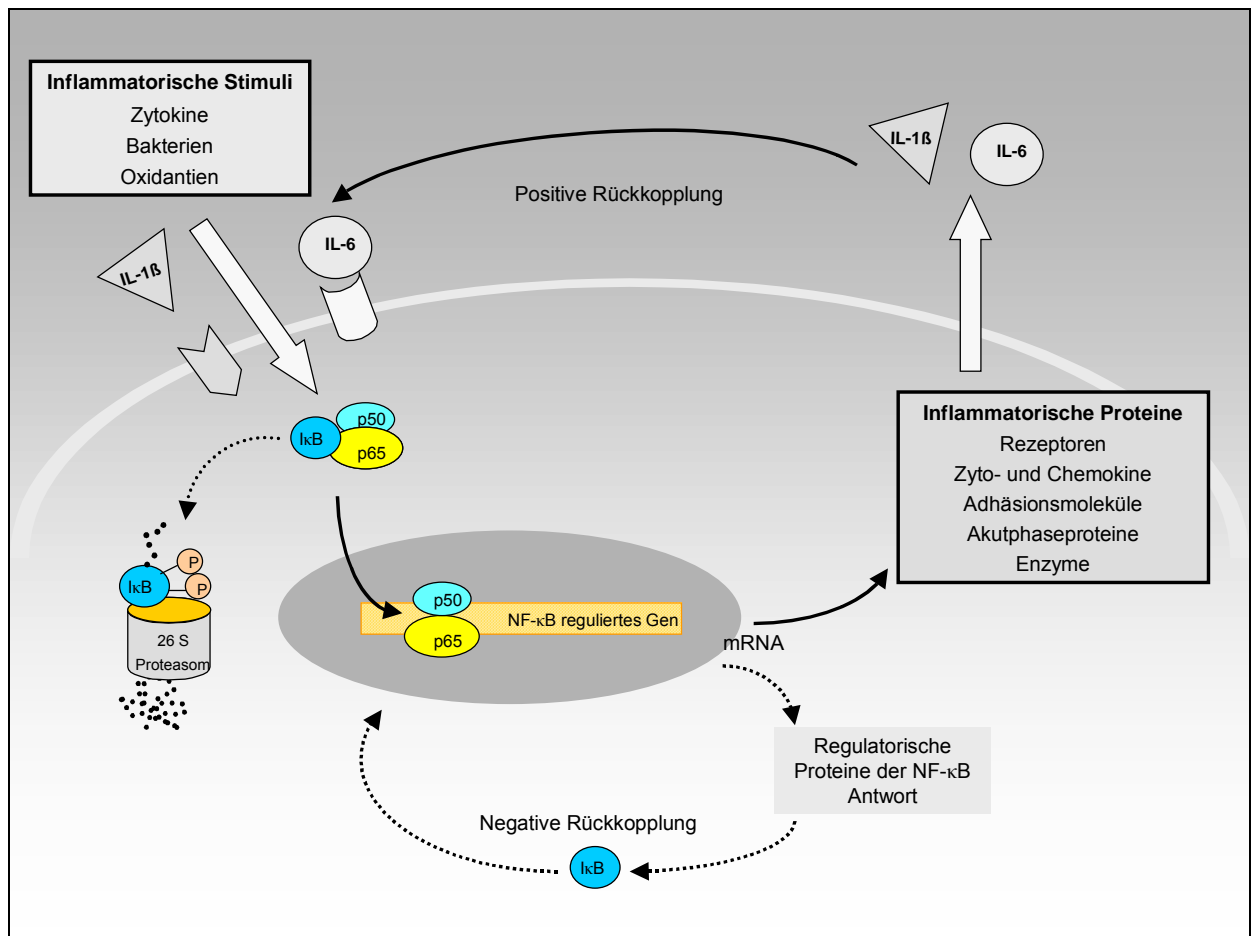 Inflammatorische Stimuli
Zytokine
Bakterien
Oxidantien
IL-1ß
IL-6
Positive Rückkopplung
IL-1ß
IL-6
p50
IκB
p65
Inflammatorische Proteine
Rezeptoren
Zyto- und Chemokine
Adhäsionsmoleküle
Akutphaseproteine
Enzyme
P
IκB
P
26 S
Proteasom
p50
NF-κB reguliertes Gen
p65
mRNA
Regulatorische
Proteine der NF-κB
Antwort
Negative Rückkopplung
IκB